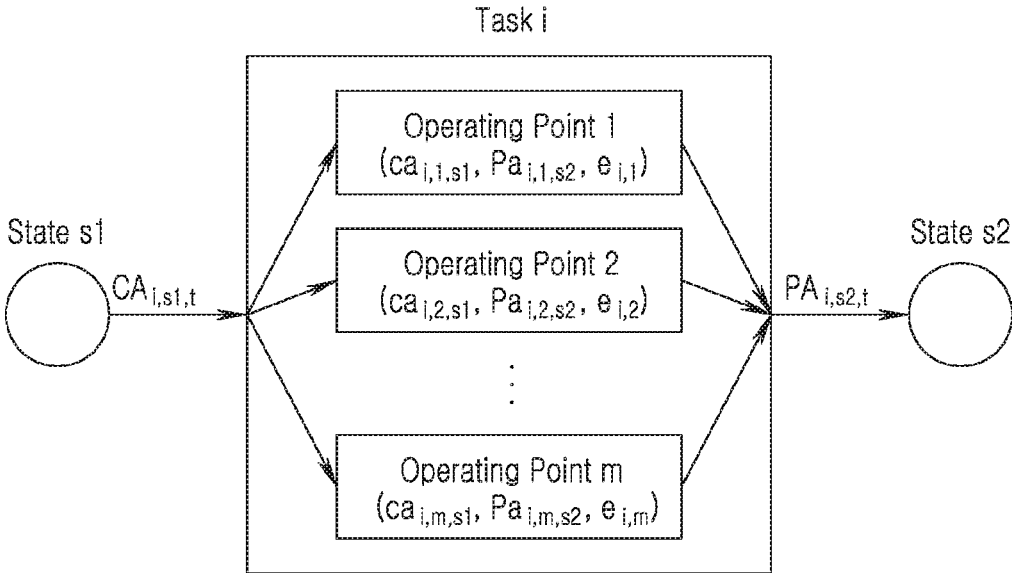 Task i
Operating Point 1
(ca i,1,s1, Pa i,1,s2, e i,1)
State s1
State s2
Operating Point 2
(ca i,2,s1, Pa i,2,s2, e i,2)
CA i,s1,t
PA i,s2,t
⋮
Operating Point m
(ca i,m,s1, Pa i,m,s2, e i,m)